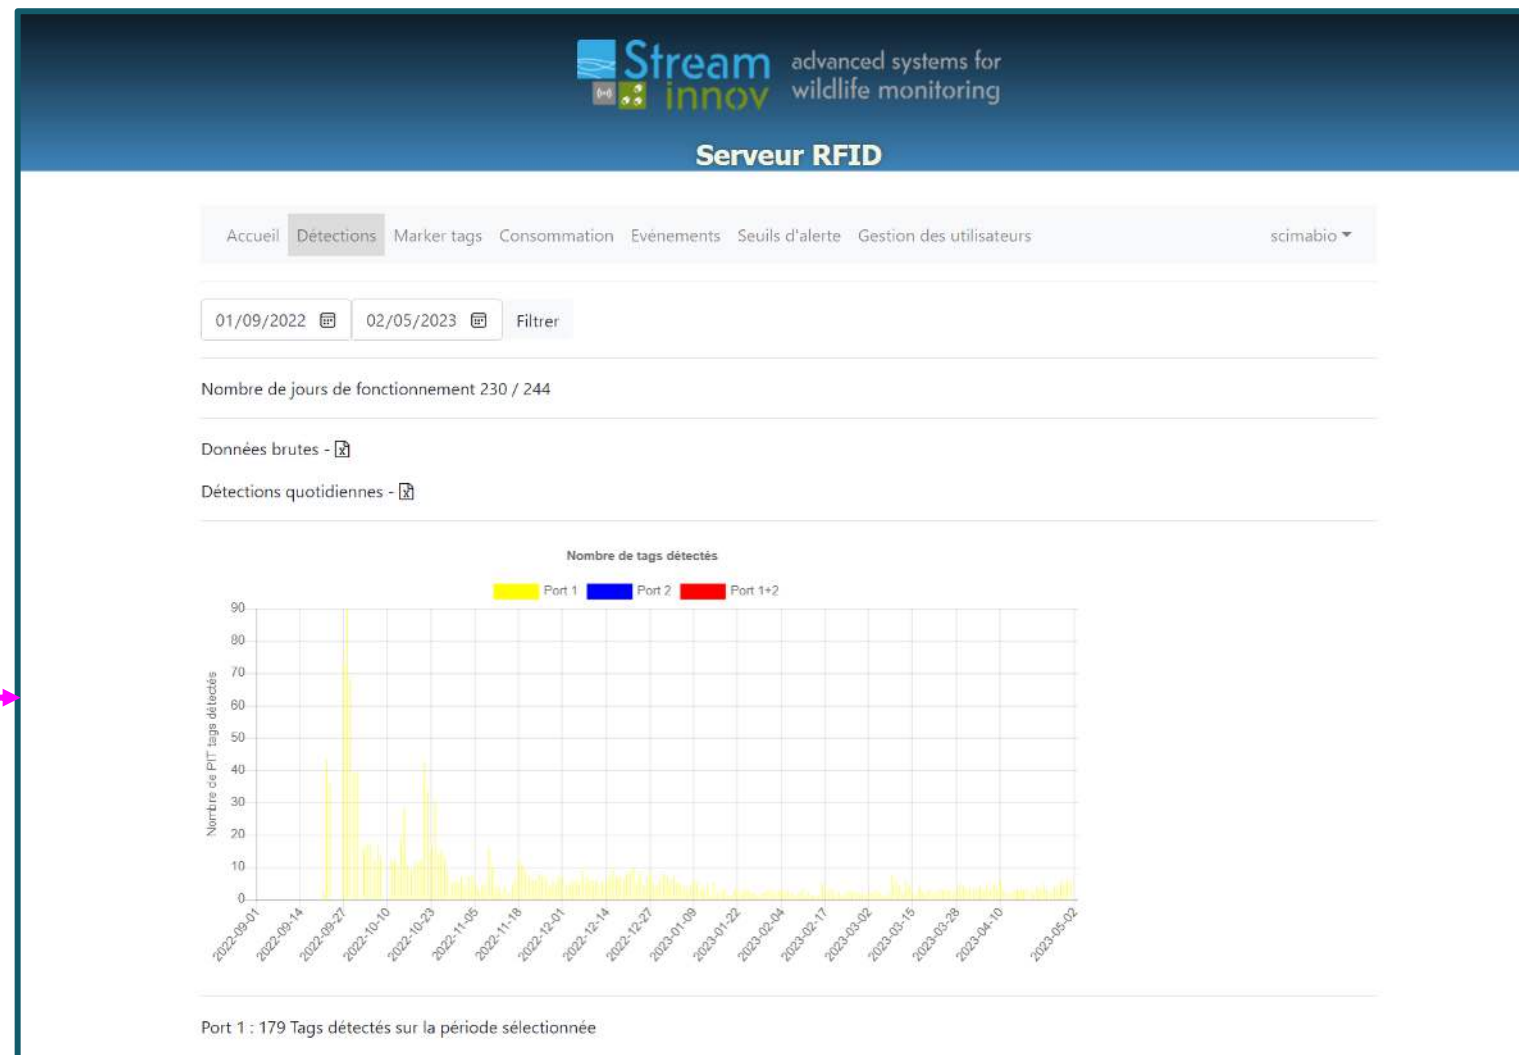 Stream innov
advanced systems for
wildlife monitoring
Serveur RFID
Accueil Détections Marker tags Consommation Evénements Seuils d'alerte Gestion des utilisateurs scimabio
01/09/2022 02/05/2023 Filtrer
Nombre de jours de fonctionnement 230 / 244
Données brutes -
Détections quotidiennes -
Nombre de tags détectés
Port 1 Port 2 Port 1+2
Nombre de PIT tags détectés
90
80
70
60
50
40
30
20
10
0
2022-09-01 2022-09-14 2022-09-27 2022-10-10 2022-10-23 2022-11-05 2022-11-18 2022-12-01 2022-12-14 2022-12-27 2023-01-09 2023-01-22 2023-02-04 2023-02-17 2023-03-02 2023-03-15 2023-03-28 2023-04-10 2023-05-02
Port 1 : 179 Tags détectés sur la période sélectionnée